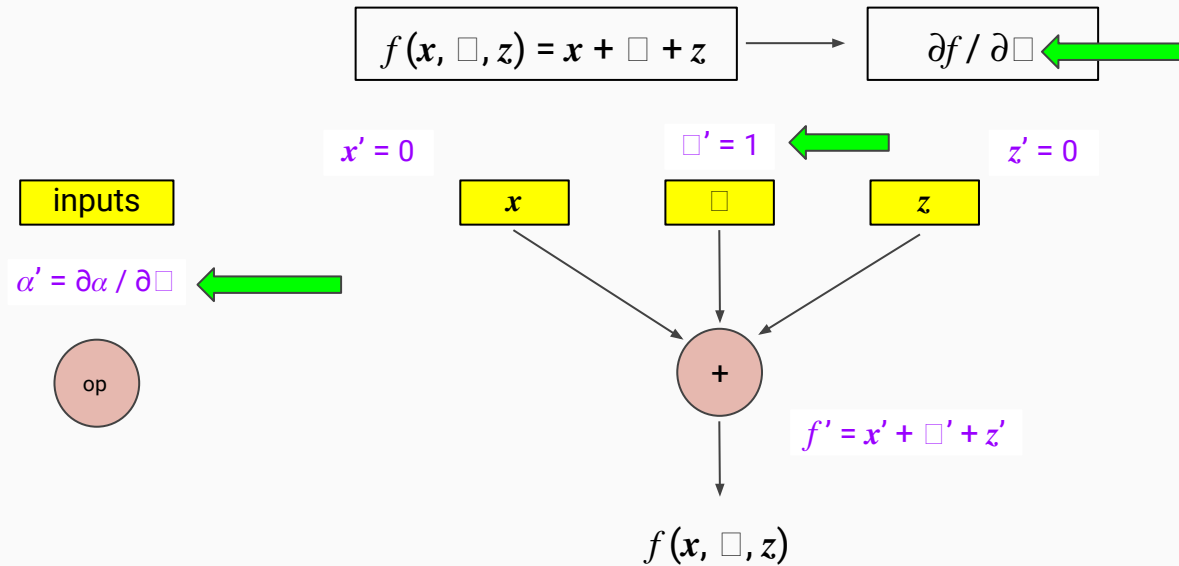 f(x, □, z) = x + □ + z
∂f / ∂□
x’ = 0
□’ = 1
z’ = 0
inputs
x
□
z
α’ = ∂α / ∂□
op
+
f’ = x’ + □’ + z’
f(x, □, z)